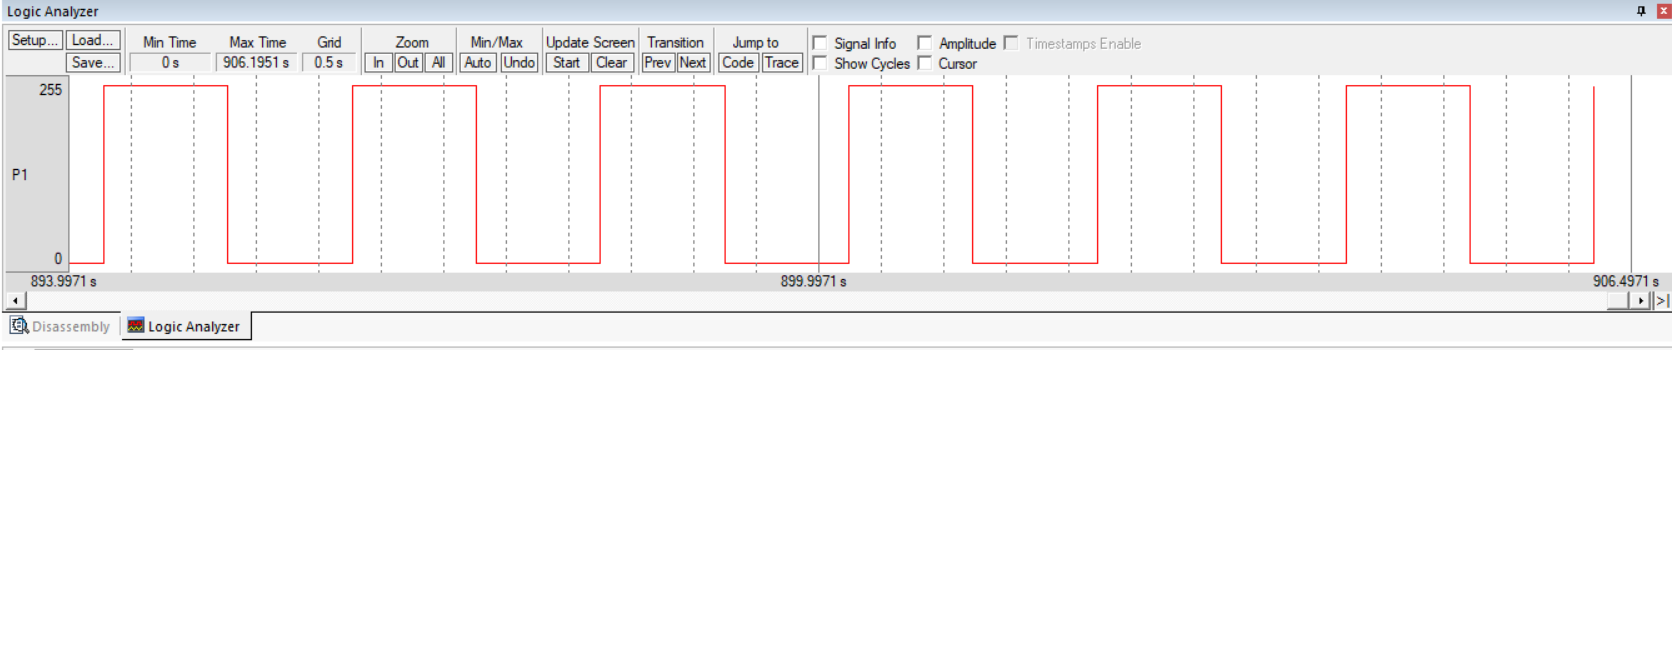 Logic Analyzer
Setup... Load... Min Time Max Time Grid Zoom Min/Max Update Screen Transition Jump to Signal Info Amplitude Timestamps Enable
Save... 0 s 906.1951 s 0.5 s In Out All Auto Undo Start Clear Prev Next Code Trace Show Cycles Cursor
255
P1
0
893.9971 s 899.9971 s 906.4971 s
>|
Disassembly Logic Analyzer